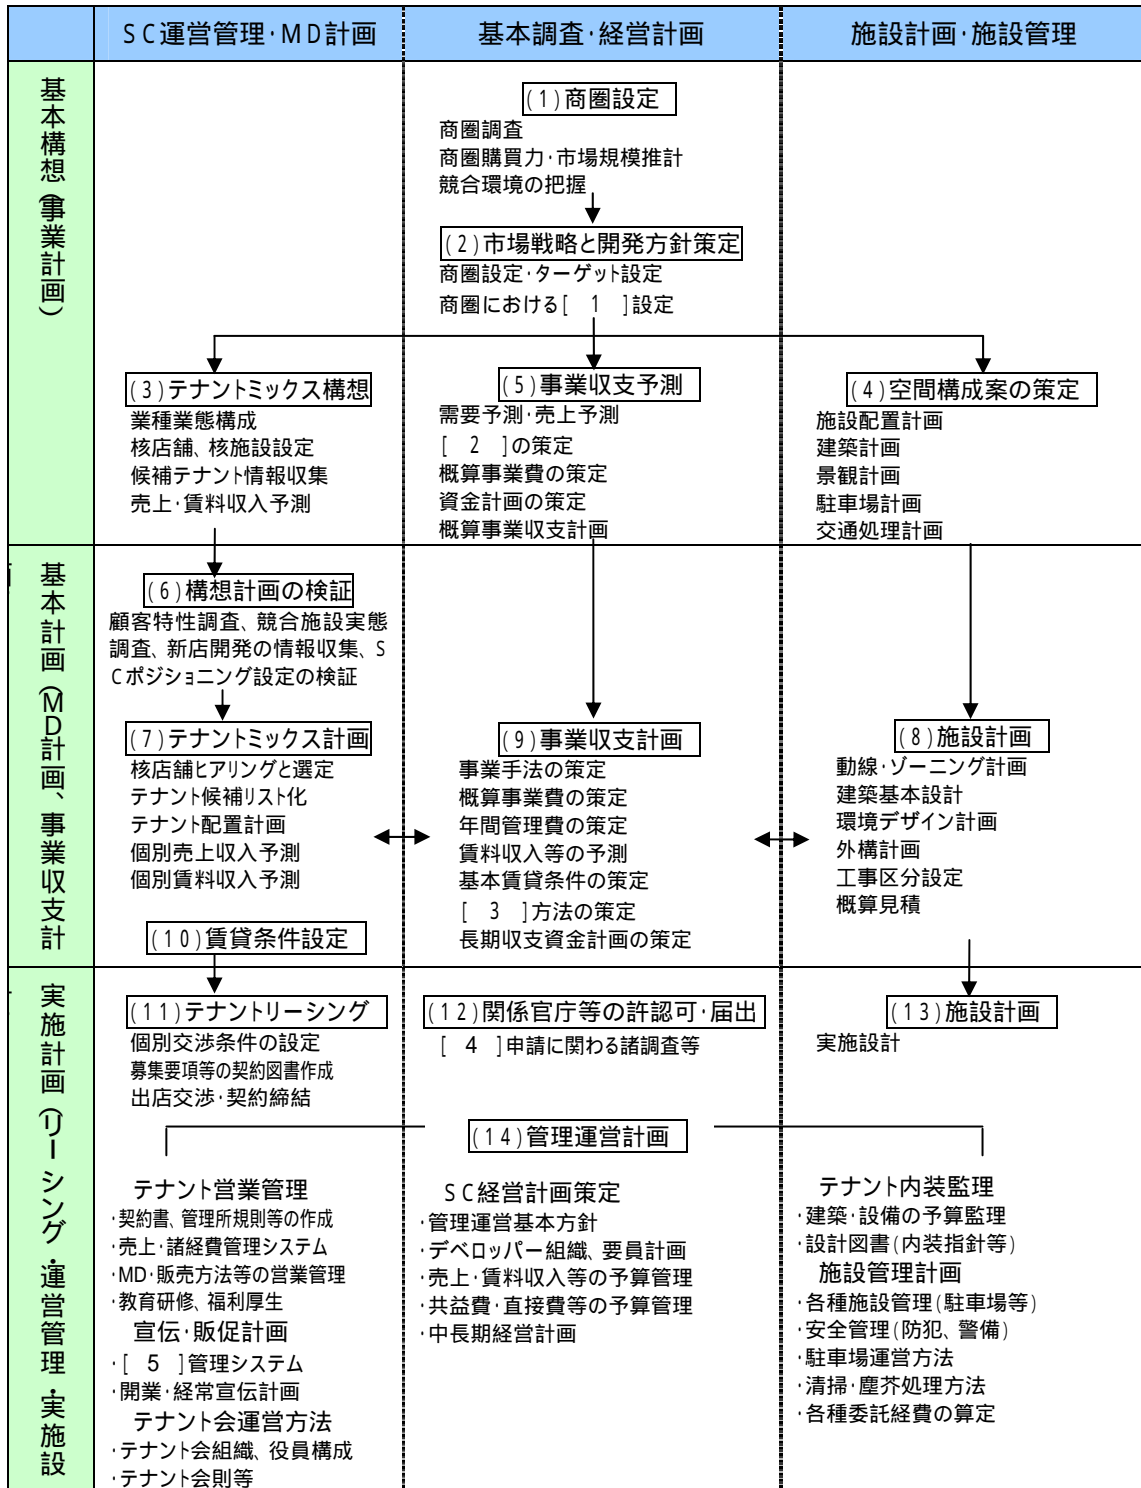 SC運営管理・MD計画
基本調査・経営計画
施設計画・施設管理
基本構想(事業計画)
(1)商圏設定
商圏調査
商圏購買力・市場規模推計
競合環境の把握
(2)市場戦略と開発方針策定
商圏設定・ターゲット設定
商圏における[ 1 ]設定
(3)テナントミックス構想
業種業態構成
核店舗、核施設設定
候補テナント情報収集
売上・賃料収入予測
(5)事業収支予測
需要予測・売上予測
[ 2 ]の策定
概算事業費の策定
資金計画の策定
概算事業収支計画
(4)空間構成案の策定
施設配置計画
建築計画
景観計画
駐車場計画
交通処理計画
基本計画(MD計画、事業収支計
(6)構想計画の検証
顧客特性調査、競合施設実態
調査、新店開発の情報収集、S
Cポジショニング設定の検証
(7)テナントミックス計画
核店舗ヒアリングと選定
テナント候補リスト化
テナント配置計画
個別売上収入予測
個別賃料収入予測
(10)賃貸条件設定
(9)事業収支計画
事業手法の策定
概算事業費の策定
年間管理費の策定
賃料収入等の予測
基本賃貸条件の策定
[ 3 ]方法の策定
長期収支資金計画の策定
(8)施設計画
動線・ゾーニング計画
建築基本設計
環境デザイン計画
外構計画
工事区分設定
概算見積
実施計画(リーシング・運営管理・実施設
(11)テナントリーシング
個別交渉条件の設定
募集要項等の契約図書作成
出店交渉・契約締結
(12)関係官庁等の許認可・届出
[ 4 ]申請に関わる諸調査等
(13)施設計画
実施設計
(14)管理運営計画
テナント営業管理
・契約書、管理所規則等の作成
・売上・諸経費管理システム
・MD・販売方法等の営業管理
・教育研修、福利厚生
宣伝・販促計画
・[ 5 ]管理システム
・開業・経常宣伝計画
テナント会運営方法
・テナント会組織、役員構成
・テナント会則等
SC経営計画策定
・管理運営基本方針
・デベロッパー組織、要員計画
・売上・賃料収入等の予算管理
・共益費・直接費等の予算管理
・中長期経営計画
テナント内装監理
・建築・設備の予算監理
・設計図書(内装指針等)
施設管理計画
・各種施設管理(駐車場等)
・安全管理(防犯、警備)
・駐車場運営方法
・清掃・塵芥処理方法
・各種委託経費の算定